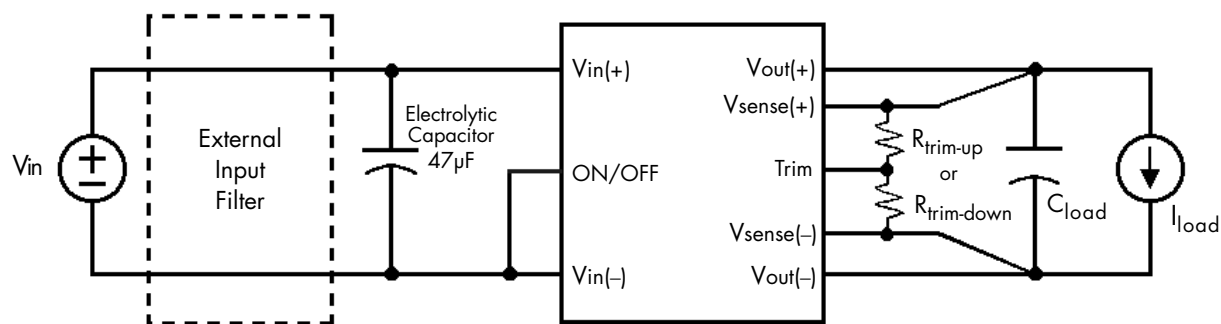 Vin
External
Input
Filter
Electrolytic
Capacitor
47µF
Vin(+)
ON/OFF
Vin(–)
Vout(+)
Vsense(+)
Trim
Vsense(–)
Vout(–)
Rtrim-up
or
Rtrim-down
Cload
Iload